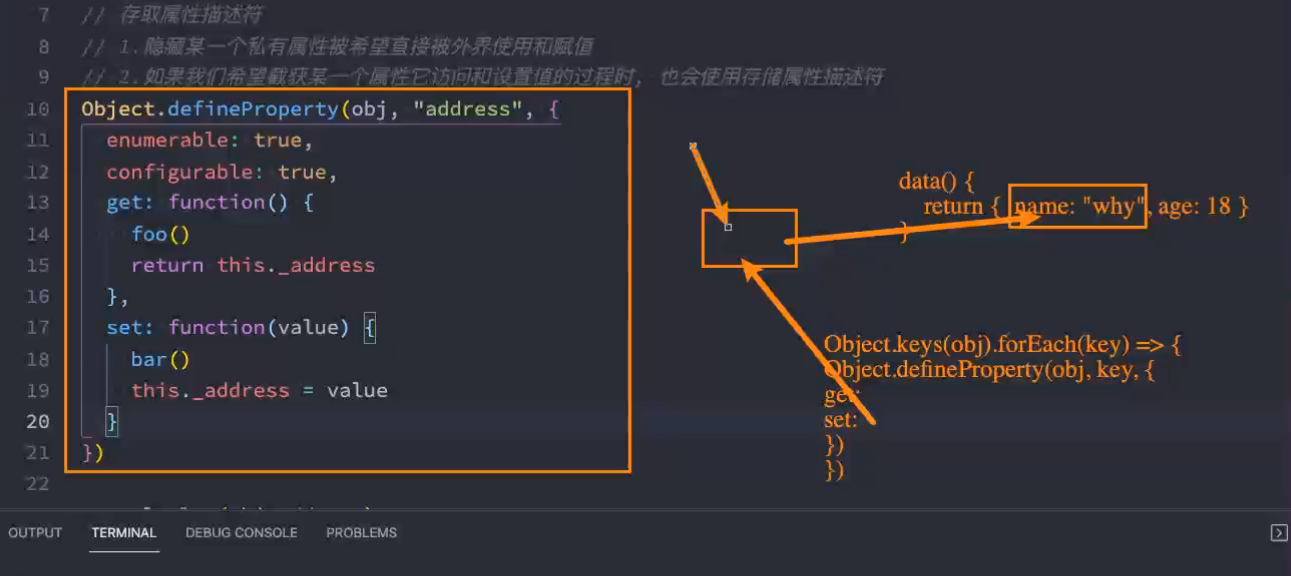 7 // 存取属性描述符
8 // 1.隐藏某一个私有属性被希望直接被外界使用和赋值
9 // 2.如果我们希望截获某一个属性它访问和设置值的过程时, 也会使用存储属性描述符
10 Object.defineProperty(obj, "address", {
11 enumerable: true,
12 configurable: true,
13 get: function() {
14 foo()
15 return this._address
16 },
17 set: function(value) {
18 bar()
19 this._address = value
20 }
21 })
22
data() {
return { name: "why", age: 18 }
}
Object.keys(obj).forEach(key) => {
Object.defineProperty(obj, key, {
get:
set:
})
})
OUTPUT TERMINAL DEBUG CONSOLE PROBLEMS